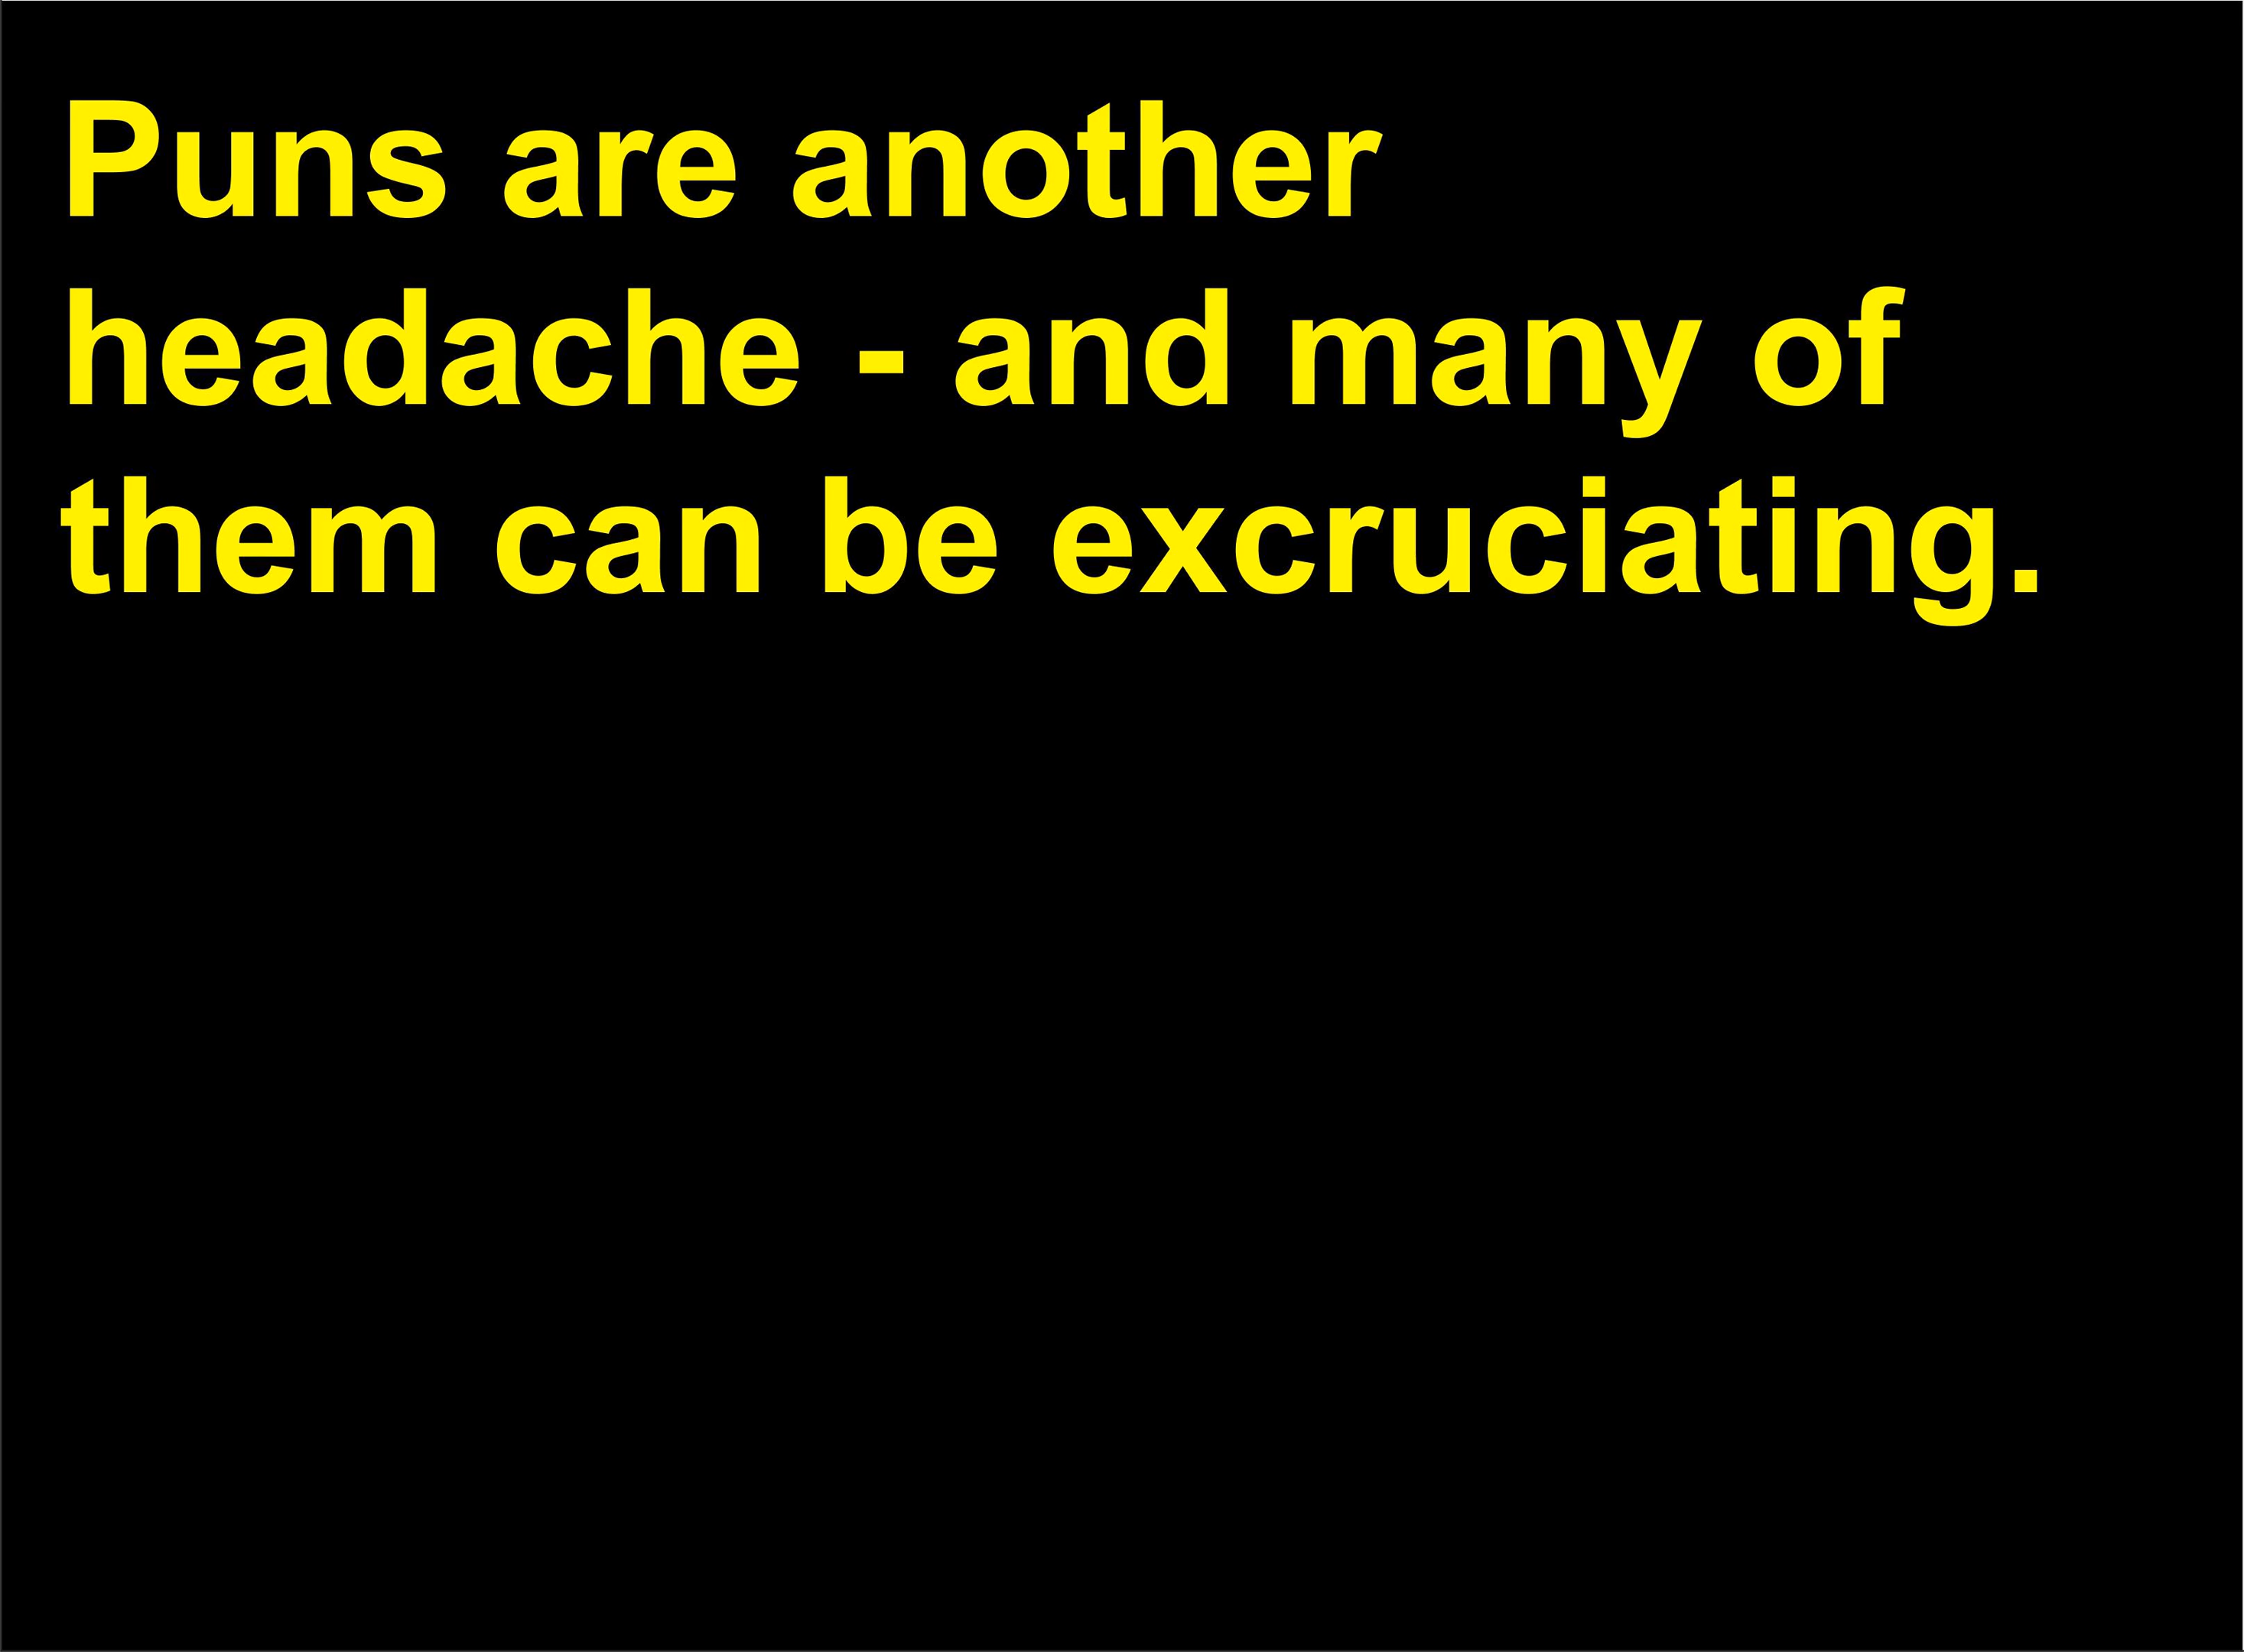 Puns are another
headache - and many of
them can be excruciating.